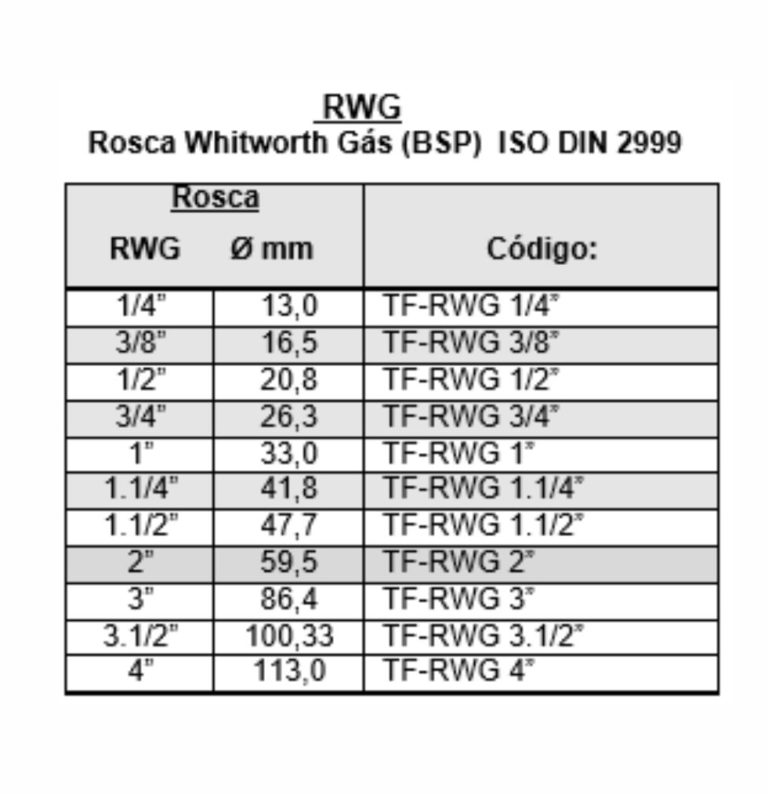 RWG
Rosca Whitworth Gás (BSP) ISO DIN 2999
Rosca
RWG Ø mm Código:
1/4” 13,0 TF-RWG 1/4”
3/8” 16,5 TF-RWG 3/8”
1/2” 20,8 TF-RWG 1/2”
3/4” 26,3 TF-RWG 3/4”
1” 33,0 TF-RWG 1”
1.1/4” 41,8 TF-RWG 1.1/4”
1.1/2” 47,7 TF-RWG 1.1/2”
2” 59,5 TF-RWG 2”
3” 86,4 TF-RWG 3”
3.1/2” 100,33 TF-RWG 3.1/2”
4” 113,0 TF-RWG 4”